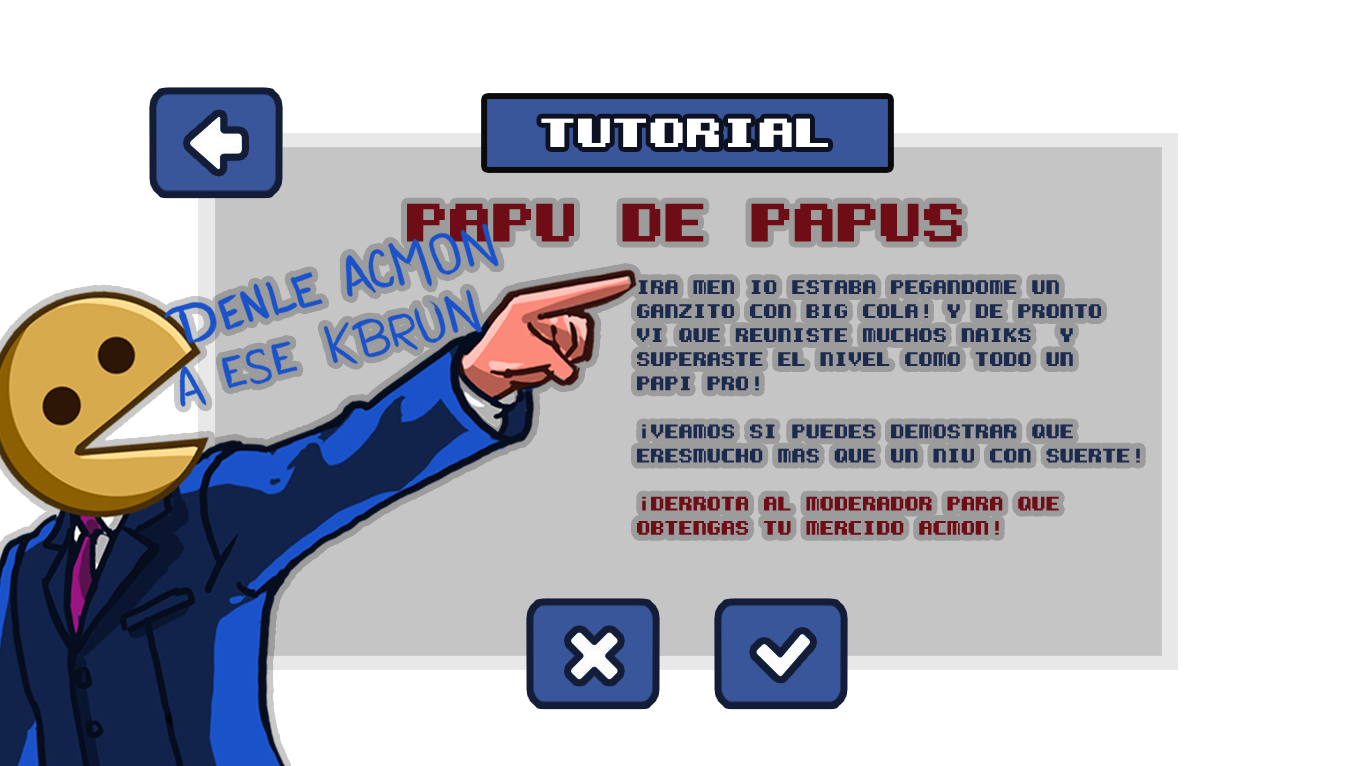 TUTORIAL
PAPU DE PAPUS
DENLE ACMON
A ESE KBRUN
IRA MEN IO ESTABA PEGANDOME UN
GANZITO CON BIG COLA! Y DE PRONTO
VI QUE REUNISTE MUCHOS NAIKS Y
SUPERASTE EL NIVEL COMO TODO UN
PAPI PRO!
¡VEAMOS SI PUEDES DEMOSTRAR QUE
ERESMUCHO MAS QUE UN NIU CON SUERTE!
¡DERROTA AL MODERADOR PARA QUE
OBTENGAS TU MERCIDO ACMON!